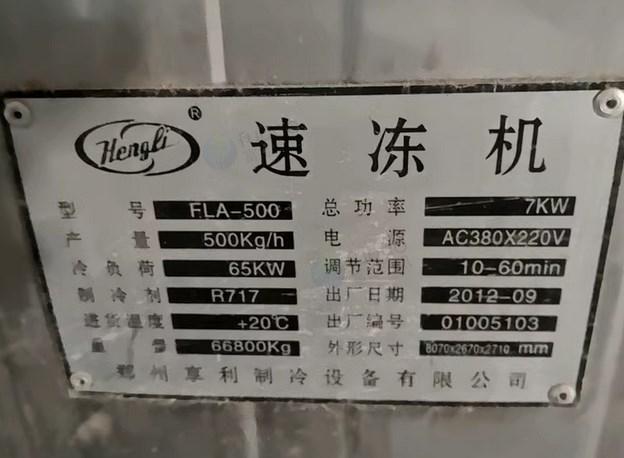 Hengli ® 速冻机
型号 FLA-500 总功率 7KW
产量 500Kg/h 电源 AC380X220V
冷负荷 65KW 调节范围 10-60min
制冷剂 R717 出厂日期 2012-09
进货温度 +20℃ 出厂编号 01005103
重量 66800Kg 外形尺寸 8070x2670x2710 mm
郑州亨利制冷设备有限公司